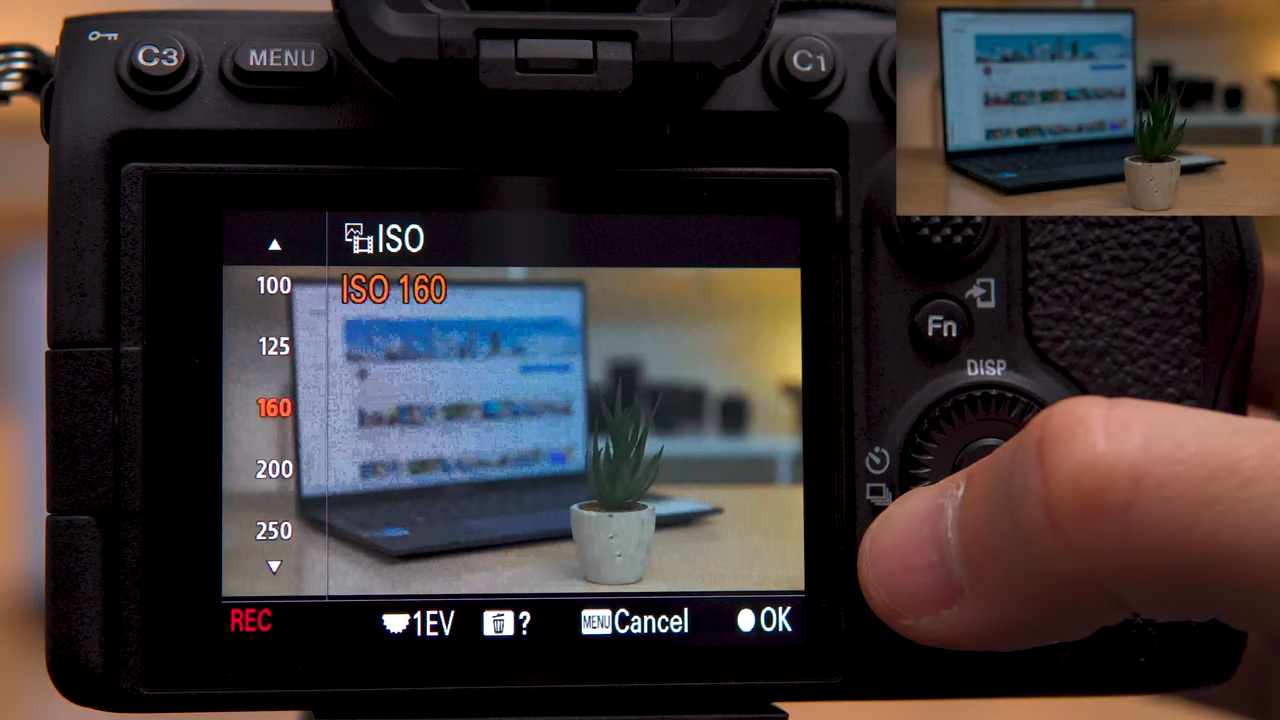 C3
MENU
C1
ISO
100
ISO 160
125
160
200
250
Fn
DISP
REC
1EV
?
MENU Cancel
OK